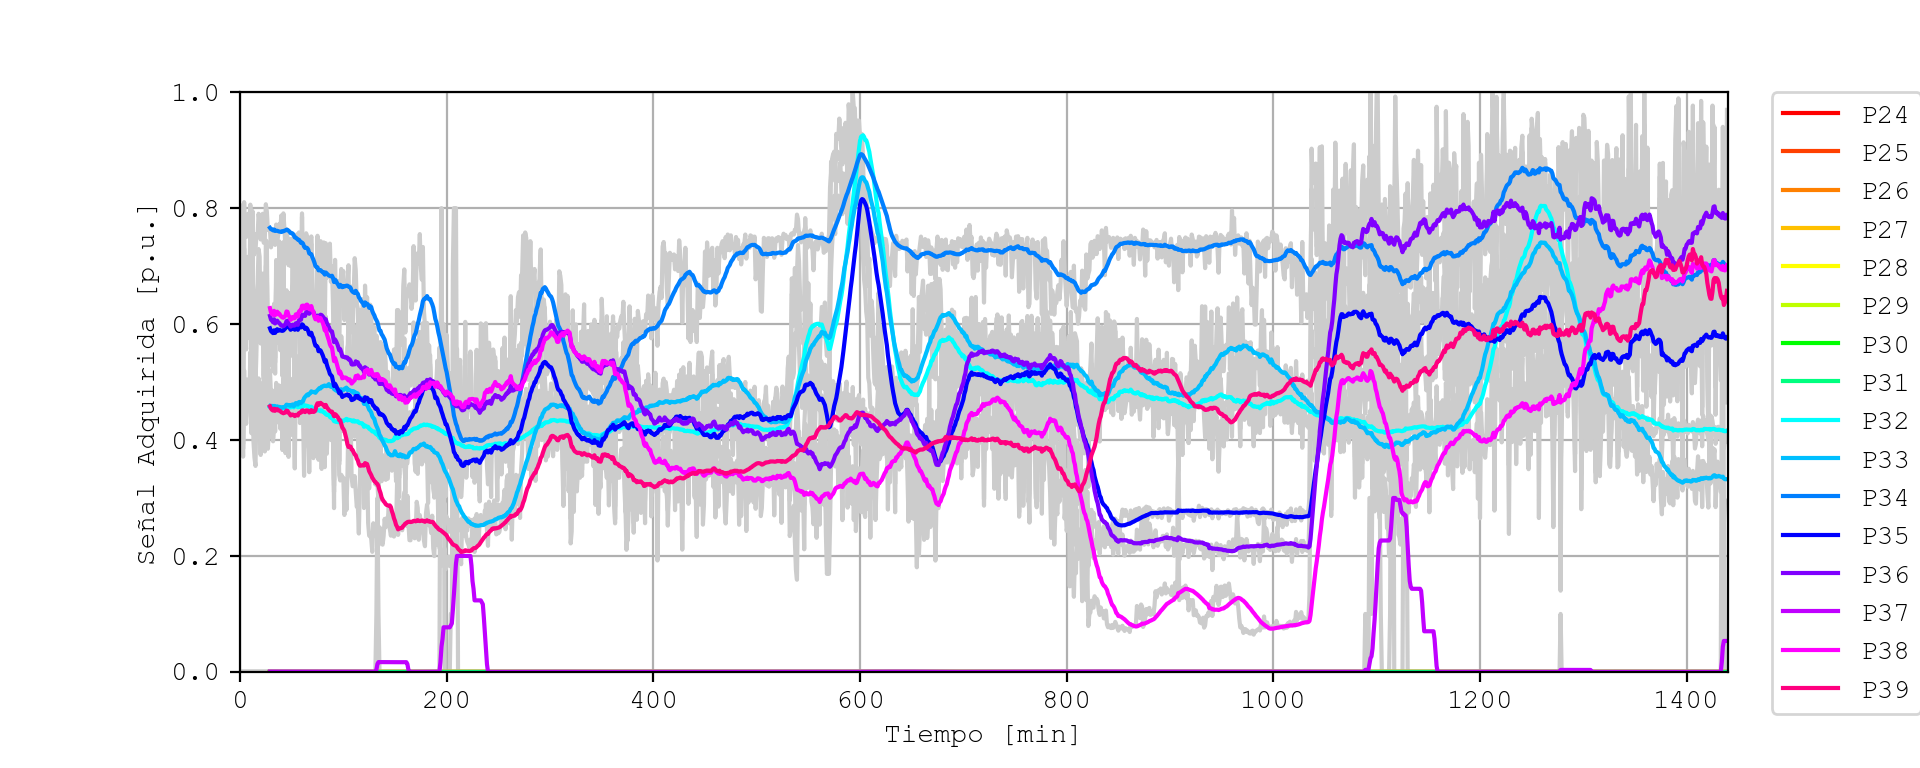 1.0
0.8
0.6
0.4
0.2
0.0
Señal Adquirida [p.u.]
0 200 400 600 800 1000 1200 1400
Tiempo [min]
P24
P25
P26
P27
P28
P29
P30
P31
P32
P33
P34
P35
P36
P37
P38
P39